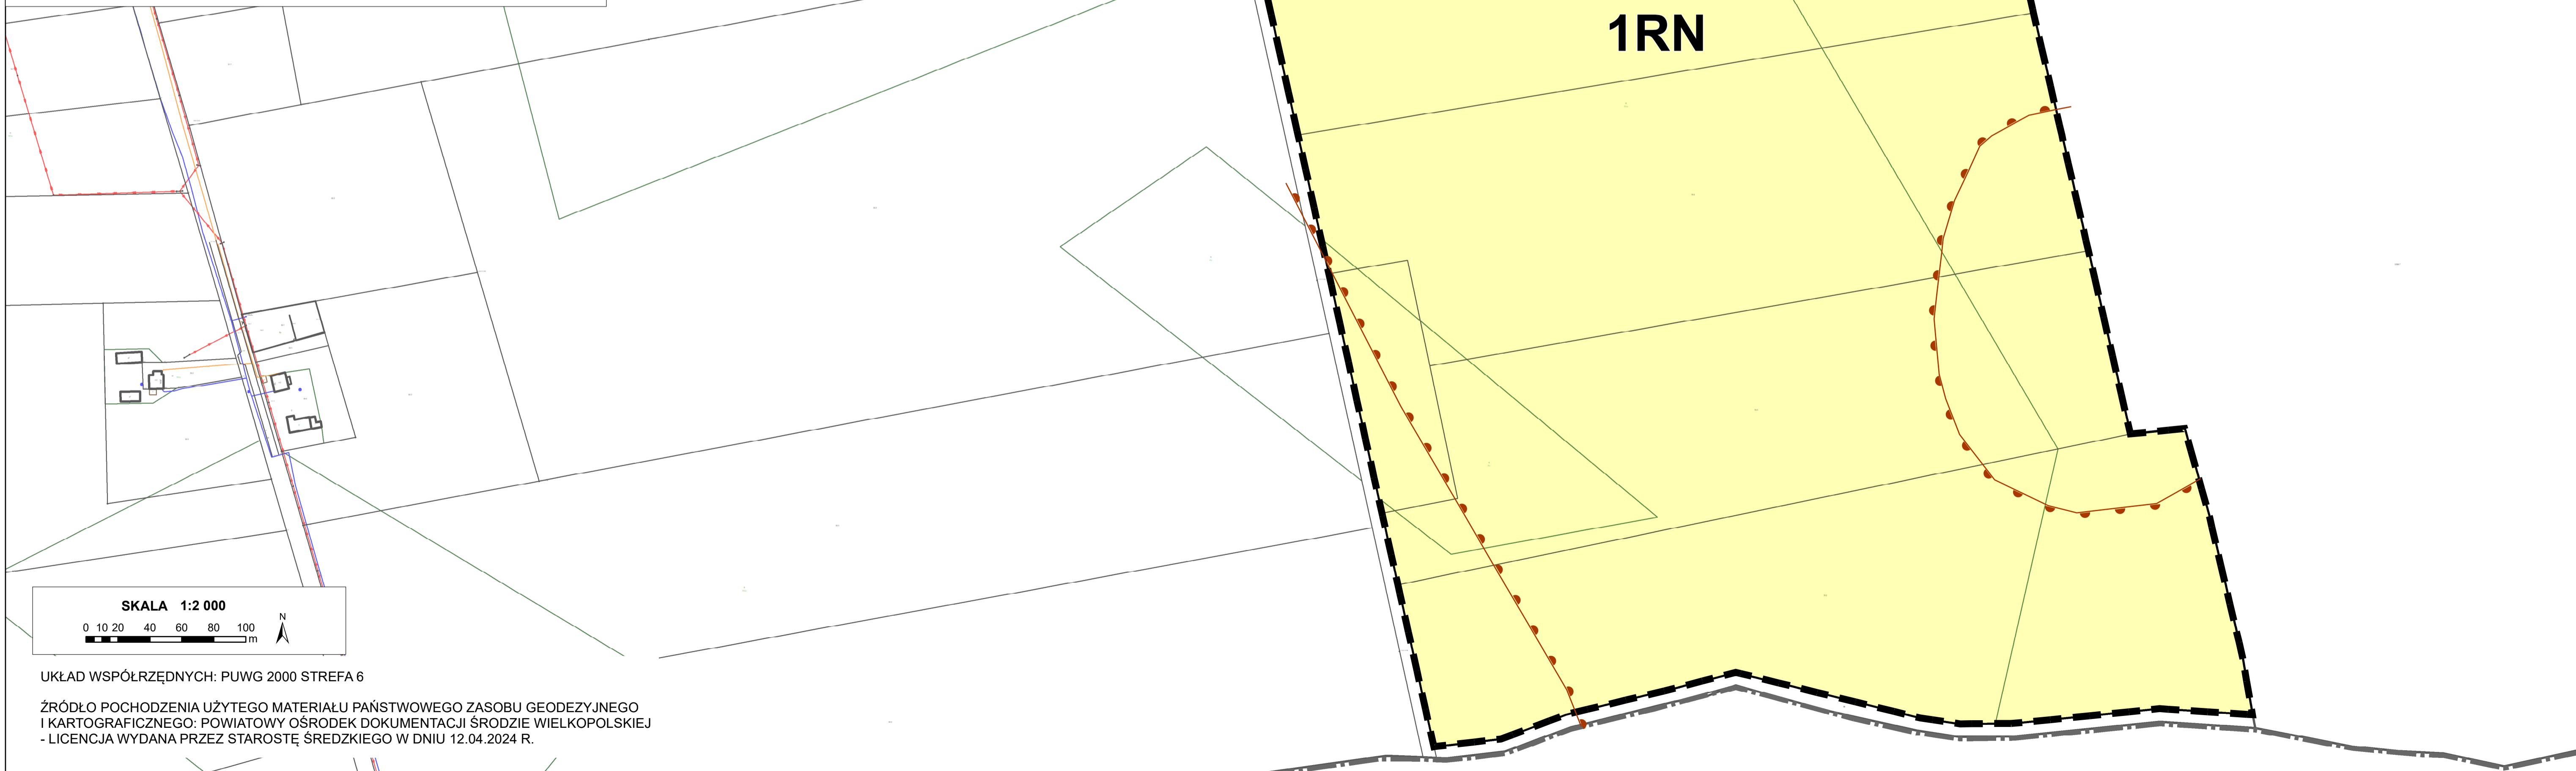 1RN
SKALA 1:2 000
N
0 10 20 40 60 80 100
m
UKŁAD WSPÓŁRZĘDNYCH: PUWG 2000 STREFA 6
ŹRÓDŁO POCHODZENIA UŻYTEGO MATERIAŁU PAŃSTWOWEGO ZASOBU GEODEZYJNEGO
I KARTOGRAFICZNEGO: POWIATOWY OŚRODEK DOKUMENTACJI ŚRODZIE WIELKOPOLSKIEJ
- LICENCJA WYDANA PRZEZ STAROSTĘ ŚREDZKIEGO W DNIU 12.04.2024 R.